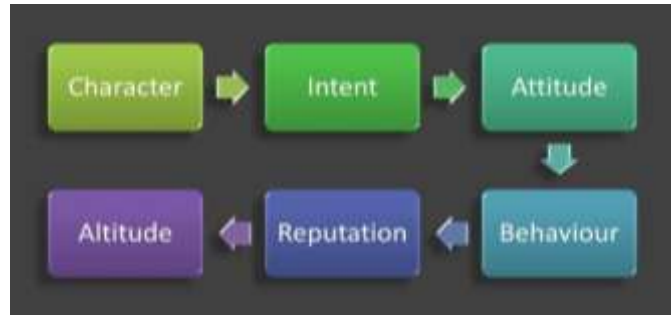 Character
Intent
Attitude
Behaviour
Reputation
Altitude